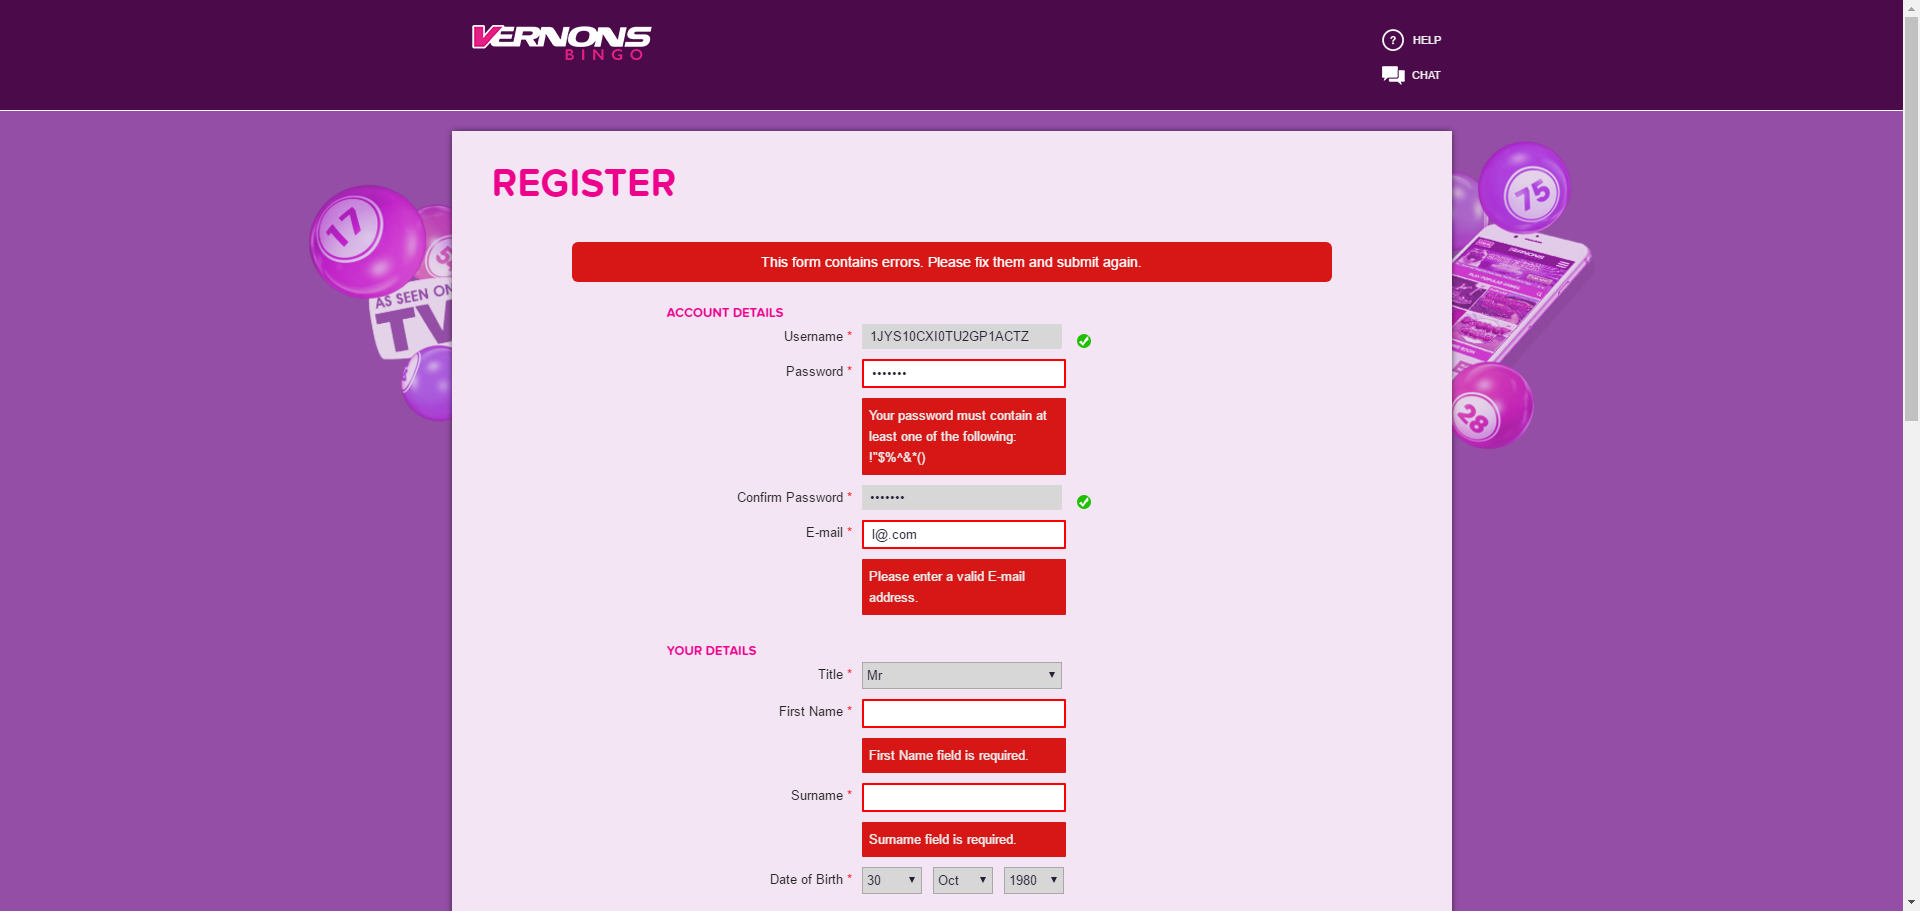 VERNONS
BINGO
HELP
CHAT
REGISTER
17
75
AS SEEN ON
TV
28
This form contains errors. Please fix them and submit again.
ACCOUNT DETAILS
Username * 1JYS10CXI0TU2GP1ACTZ
Password * •••••••
Your password must contain at
least one of the following:
!"$%^&*()
Confirm Password * •••••••
E-mail * l@.com
Please enter a valid E-mail
address.
YOUR DETAILS
Title * Mr
First Name *
First Name field is required.
Surname *
Surname field is required.
Date of Birth * 30 Oct 1980